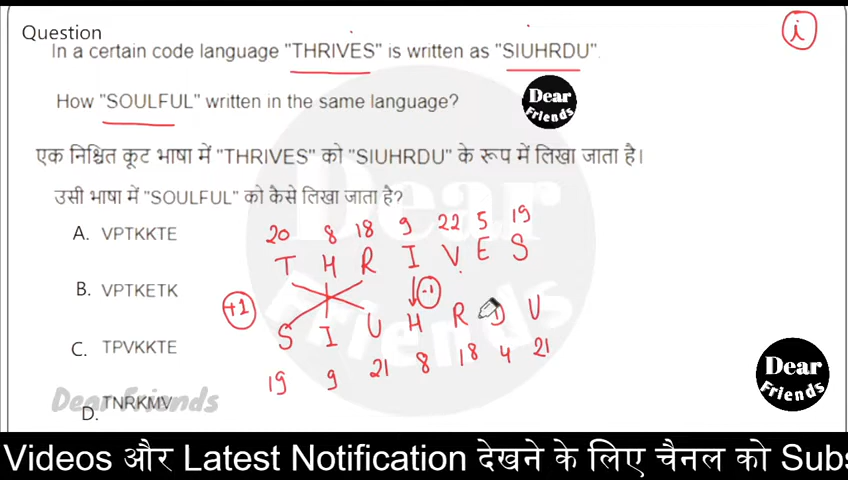 Question
In a certain code language "THRIVES" is written as "SIUHRDU".
i
How "SOULFUL" written in the same language?
Dear
Friends
एक निश्चित कूट भाषा में "THRIVES" को "SIUHRDU" के रूप में लिखा जाता है।
उसी भाषा में "SOULFUL" को कैसे लिखा जाता है?
A. VPTKKTE
B. VPTKETK
C. TPVKKTE
D. TNRKMV
20 8 18 9 22 5 19
T H R I V E S
+1 -1
S I U H R D U
19 9 21 8 18 4 21
Dear
Friends
Dear Friends
Dear
Friends
Videos और Latest Notification देखने के लिए चैनल को Subs